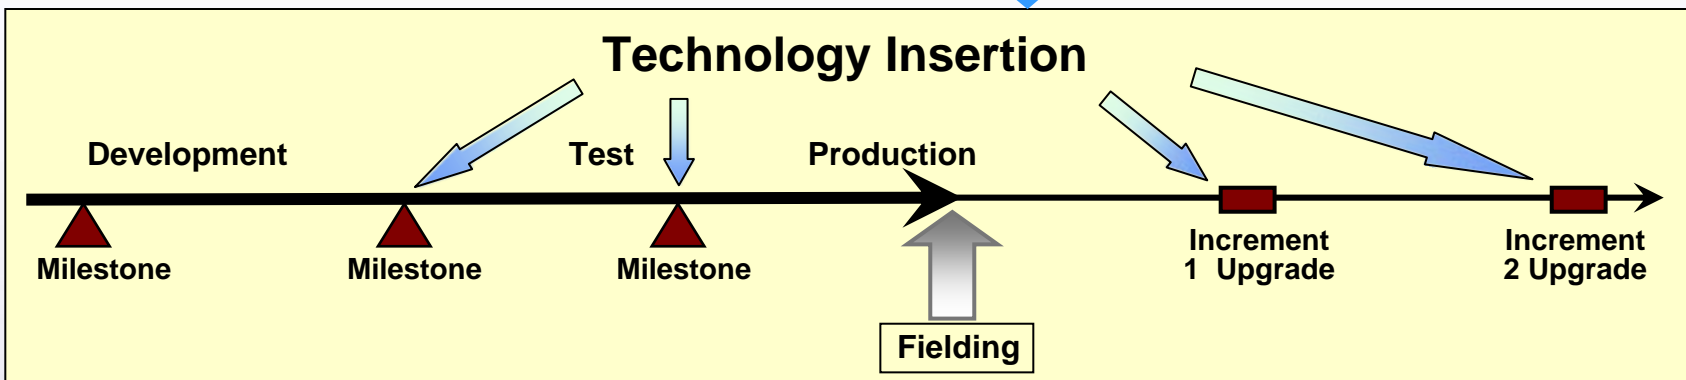 Technology Insertion
Development
Test
Production
Milestone
Milestone
Milestone
Increment
1 Upgrade
Increment
2 Upgrade
Fielding